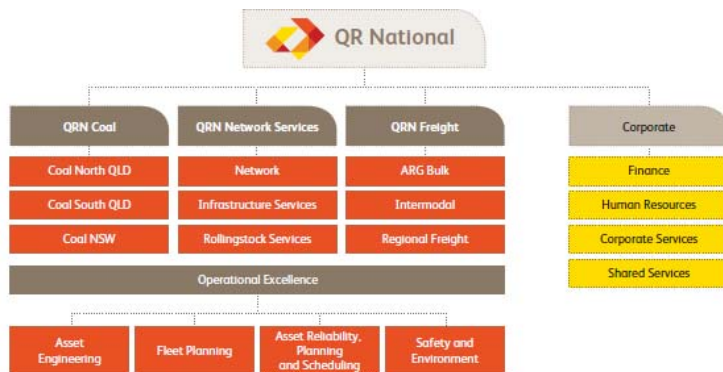 QR National
QRN Coal
QRN Network Services
QRN Freight
Corporate
Coal North QLD
Network
ARG Bulk
Finance
Coal South QLD
Infrastructure Services
Intermodal
Human Resources
Coal NSW
Rollingstock Services
Regional Freight
Corporate Services
Shared Services
Operational Excellence
Asset
Engineering
Fleet Planning
Asset Reliability,
Planning
and Scheduling
Safety and
Environment